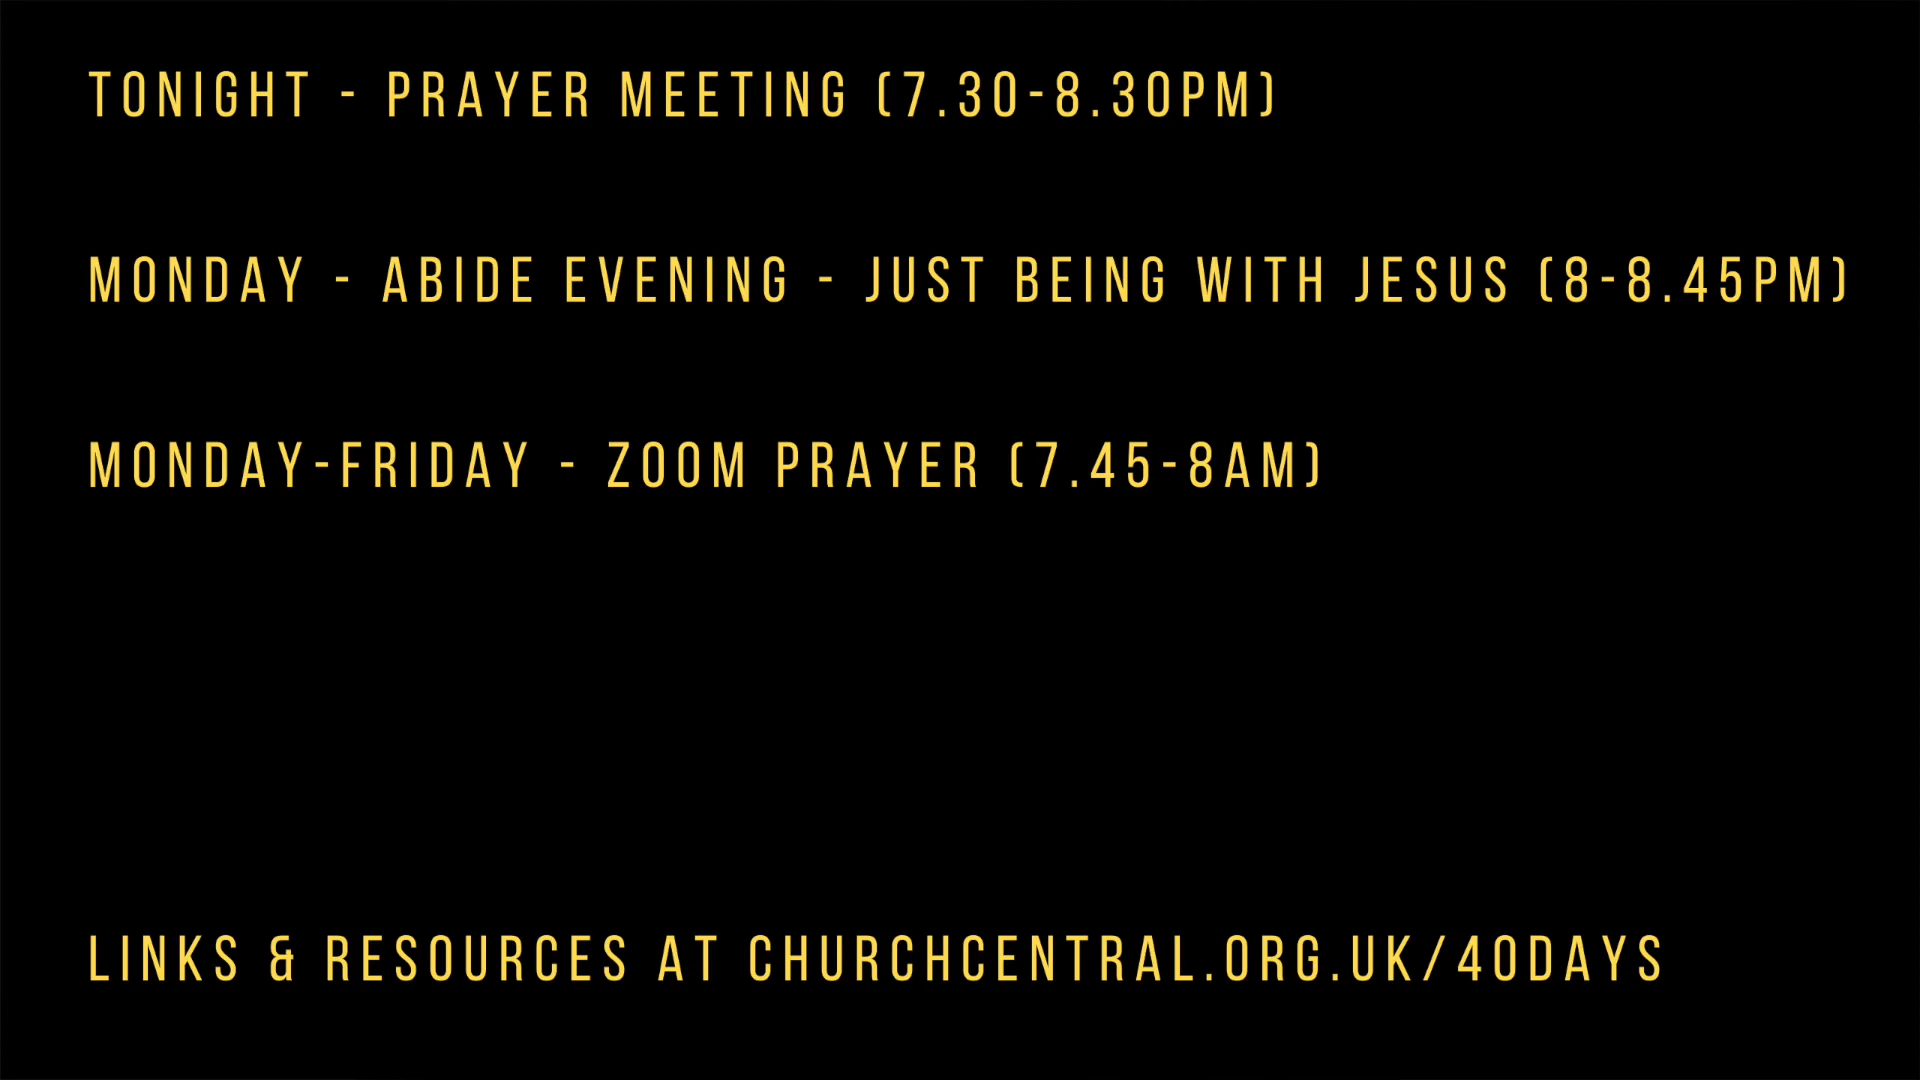 TONIGHT - PRAYER MEETING (7.30-8.30PM)
MONDAY - ABIDE EVENING - JUST BEING WITH JESUS (8-8.45PM)
MONDAY-FRIDAY - ZOOM PRAYER (7.45-8AM)
LINKS & RESOURCES AT CHURCHCENTRAL.ORG.UK/40DAYS